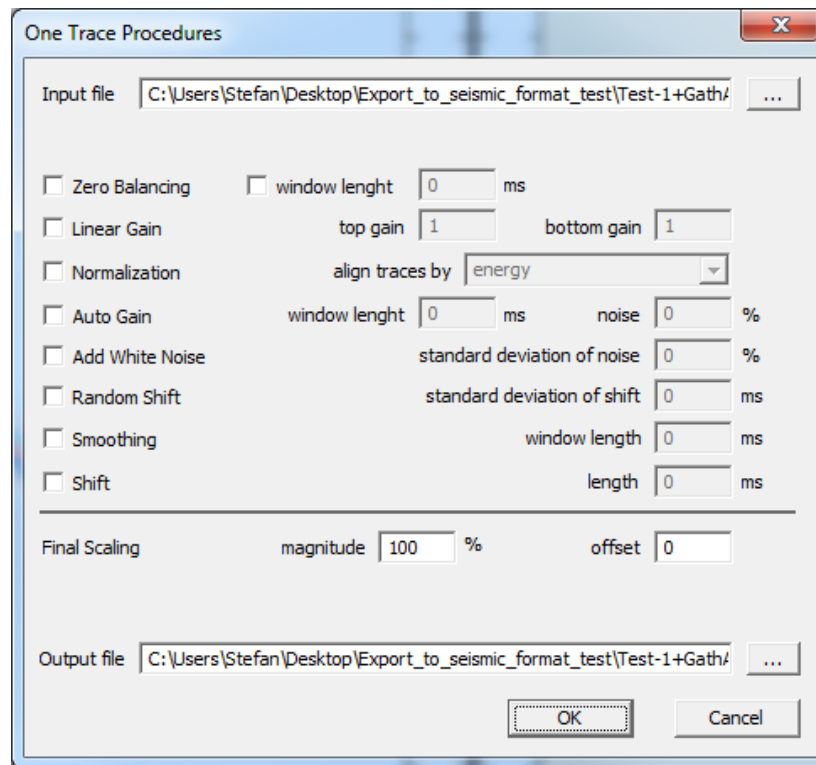 One Trace Procedures
Input file C:\Users\Stefan\Desktop\Export_to_seismic_format_test\Test-1+Gath ...
Zero Balancing window lenght 0 ms
Linear Gain top gain 1 bottom gain 1
Normalization align traces by energy
Auto Gain window lenght 0 ms noise 0 %
Add White Noise standard deviation of noise 0 %
Random Shift standard deviation of shift 0 ms
Smoothing window length 0 ms
Shift length 0 ms
Final Scaling magnitude 100 % offset 0
Output file C:\Users\Stefan\Desktop\Export_to_seismic_format_test\Test-1+Gath ...
OK Cancel